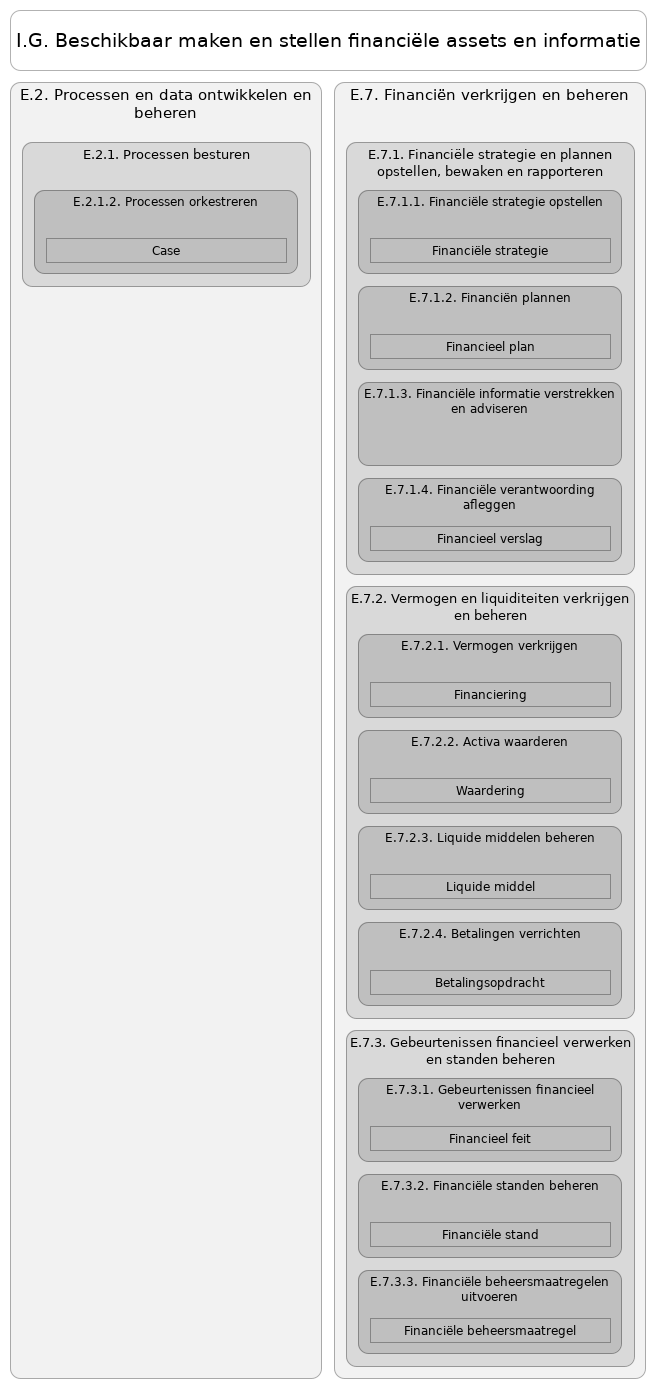 I.G. Beschikbaar maken en stellen financiële assets en informatie
E.2. Processen en data ontwikkelen en
beheren
E.2.1. Processen besturen
E.2.1.2. Processen orkestreren
Case
E.7. Financiën verkrijgen en beheren
E.7.1. Financiële strategie en plannen
opstellen, bewaken en rapporteren
E.7.1.1. Financiële strategie opstellen
Financiële strategie
E.7.1.2. Financiën plannen
Financieel plan
E.7.1.3. Financiële informatie verstrekken
en adviseren
E.7.1.4. Financiële verantwoording
afleggen
Financieel verslag
E.7.2. Vermogen en liquiditeiten verkrijgen
en beheren
E.7.2.1. Vermogen verkrijgen
Financiering
E.7.2.2. Activa waarderen
Waardering
E.7.2.3. Liquide middelen beheren
Liquide middel
E.7.2.4. Betalingen verrichten
Betalingsopdracht
E.7.3. Gebeurtenissen financieel verwerken
en standen beheren
E.7.3.1. Gebeurtenissen financieel
verwerken
Financieel feit
E.7.3.2. Financiële standen beheren
Financiële stand
E.7.3.3. Financiële beheersmaatregelen
uitvoeren
Financiële beheersmaatregel